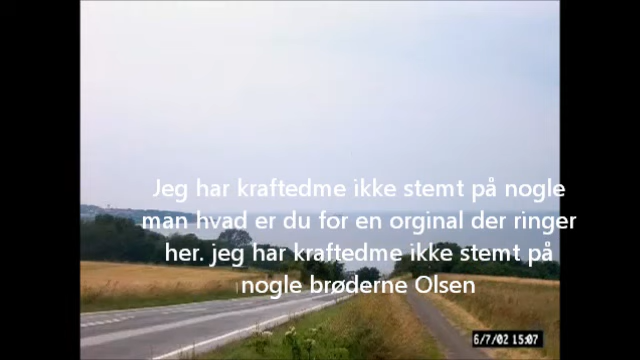 Jeg har kraftedme ikke stemt på nogle
man hvad er du for en orginal der ringer
her. jeg har kraftedme ikke stemt på
nogle brøderne Olsen
6/7/02 15:07